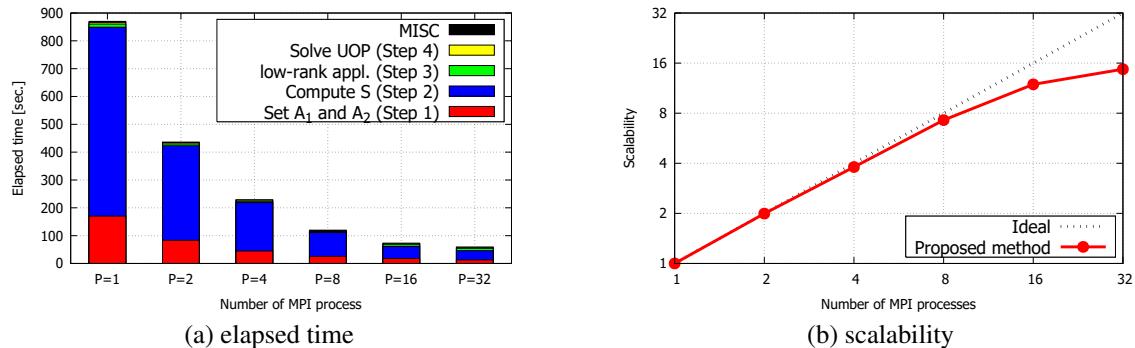 900
800
700
600
500
400
300
200
100
0
Elapsed time [sec.]
MISC
Solve UOP (Step 4)
low-rank appl. (Step 3)
Compute S (Step 2)
Set A1 and A2 (Step 1)
P=1 P=2 P=4 P=8 P=16 P=32
Number of MPI process
(a) elapsed time
32
16
8
4
2
1
Scalability
Ideal
Proposed method
1 2 4 8 16 32
Number of MPI processes
(b) scalability